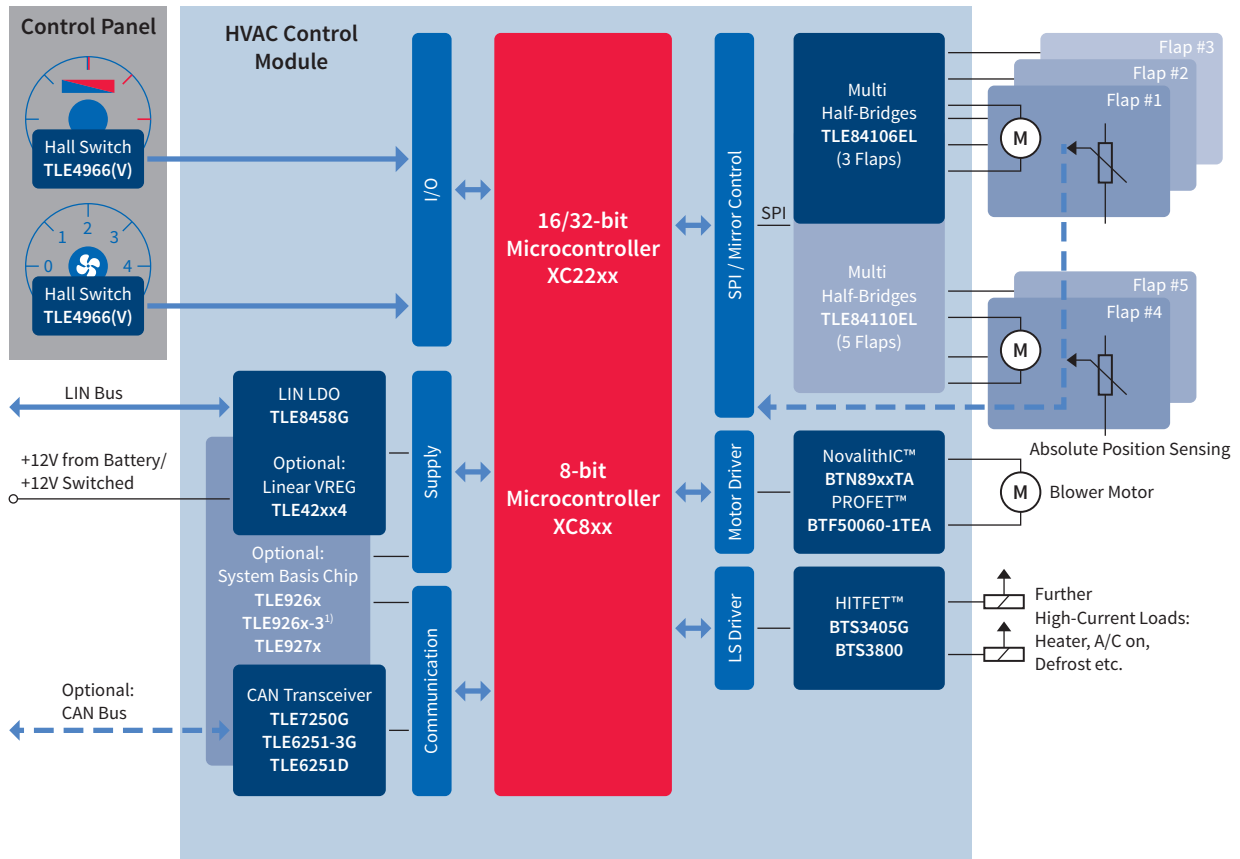 Control Panel
Hall Switch
TLE4966(V)
0
1
2
3
4
Hall Switch
TLE4966(V)
LIN Bus
+12V from Battery/
+12V Switched
Optional:
CAN Bus
HVAC Control
Module
I/O
LIN LDO
TLE8458G
Optional:
Linear VREG
TLE42xx4
Optional:
System Basis Chip
TLE926x
TLE926x-3¹⁾
TLE927x
CAN Transceiver
TLE7250G
TLE6251-3G
TLE6251D
Supply
Communication
16/32-bit
Microcontroller
XC22xx
8-bit
Microcontroller
XC8xx
SPI / Mirror Control
SPI
Motor Driver
LS Driver
Multi
Half-Bridges
TLE84106EL
(3 Flaps)
Multi
Half-Bridges
TLE84110EL
(5 Flaps)
NovalithIC™
BTN89xxTA
PROFET™
BTF50060-1TEA
HITFET™
BTS3405G
BTS3800
Flap #3
Flap #2
Flap #1
M
Flap #5
Flap #4
M
Absolute Position Sensing
M
Blower Motor
Further
High-Current Loads:
Heater, A/C on,
Defrost etc.